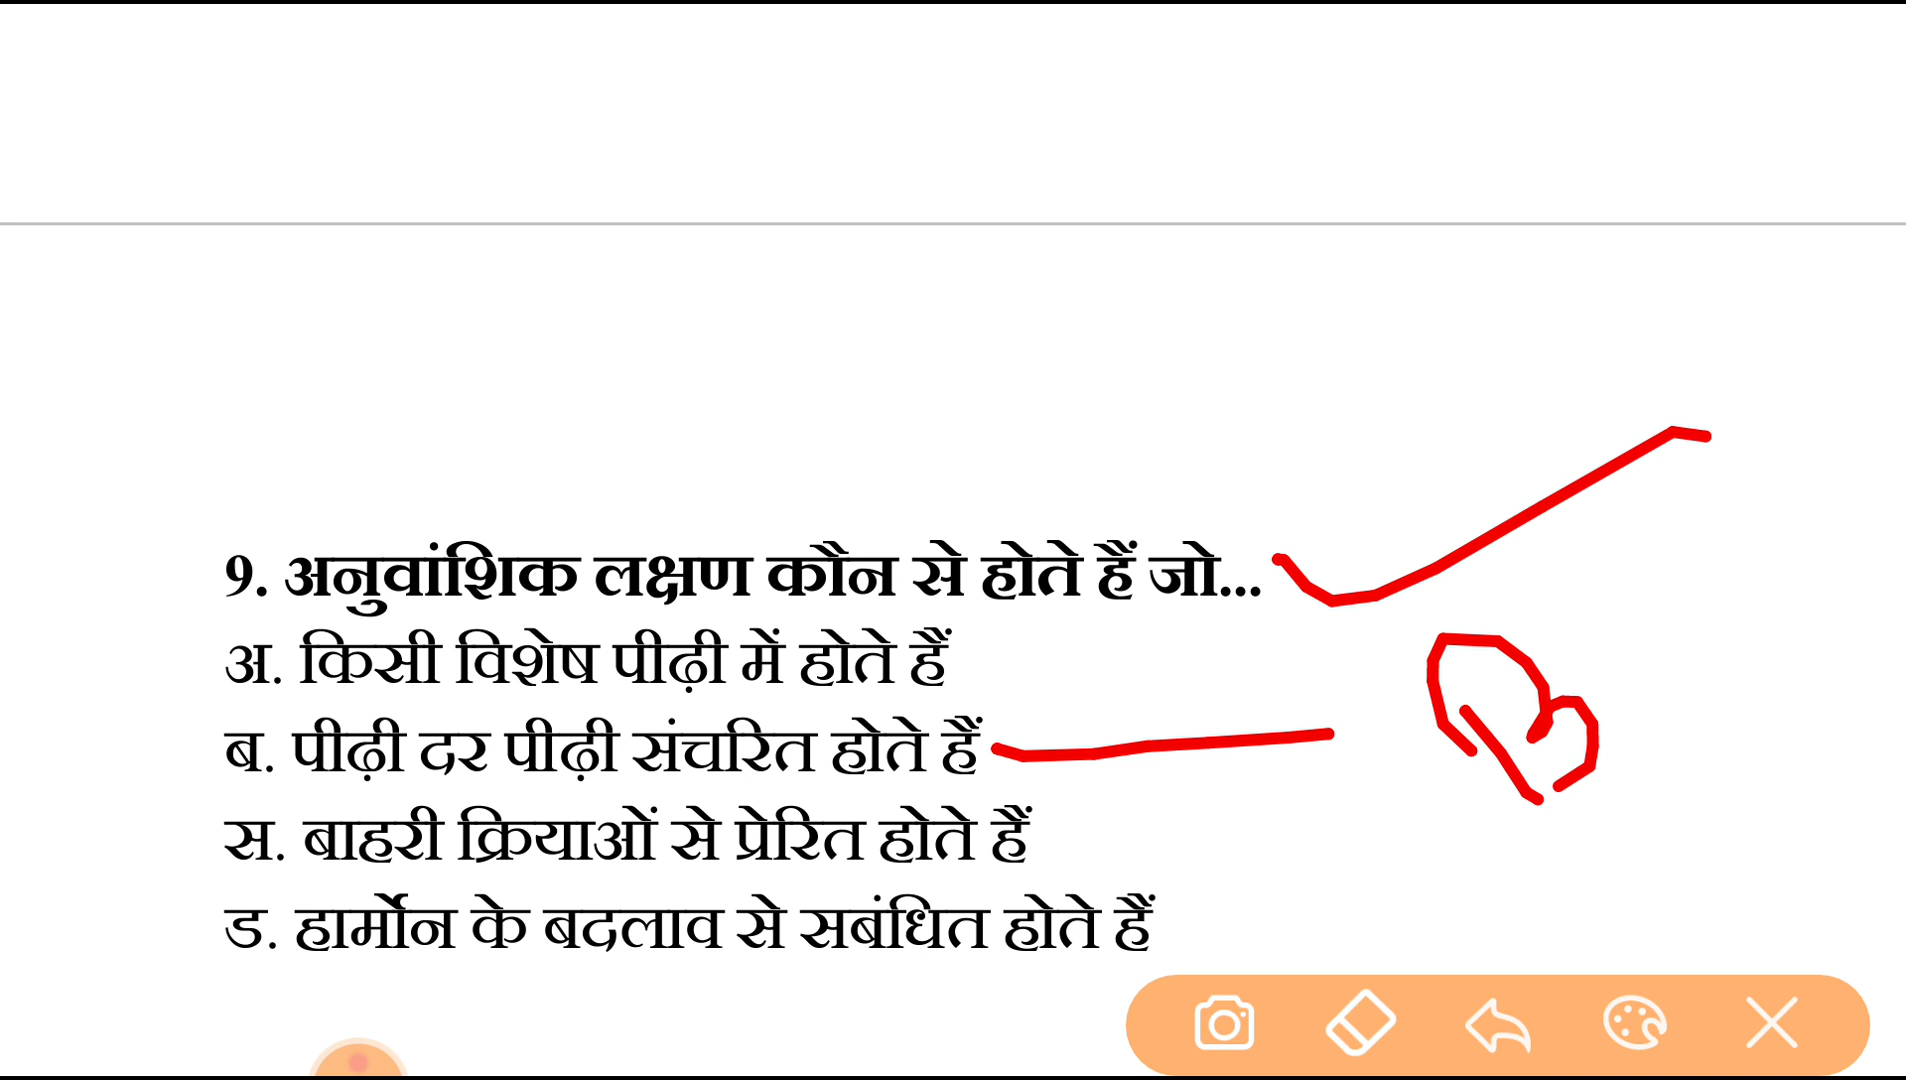 9. अनुवांशिक लक्षण कौन से होते हैं जो...
अ. किसी विशेष पीढ़ी में होते हैं
ब. पीढ़ी दर पीढ़ी संचरित होते हैं
स. बाहरी क्रियाओं से प्रेरित होते हैं
ड. हार्मोन के बदलाव से सबंधित होते हैं